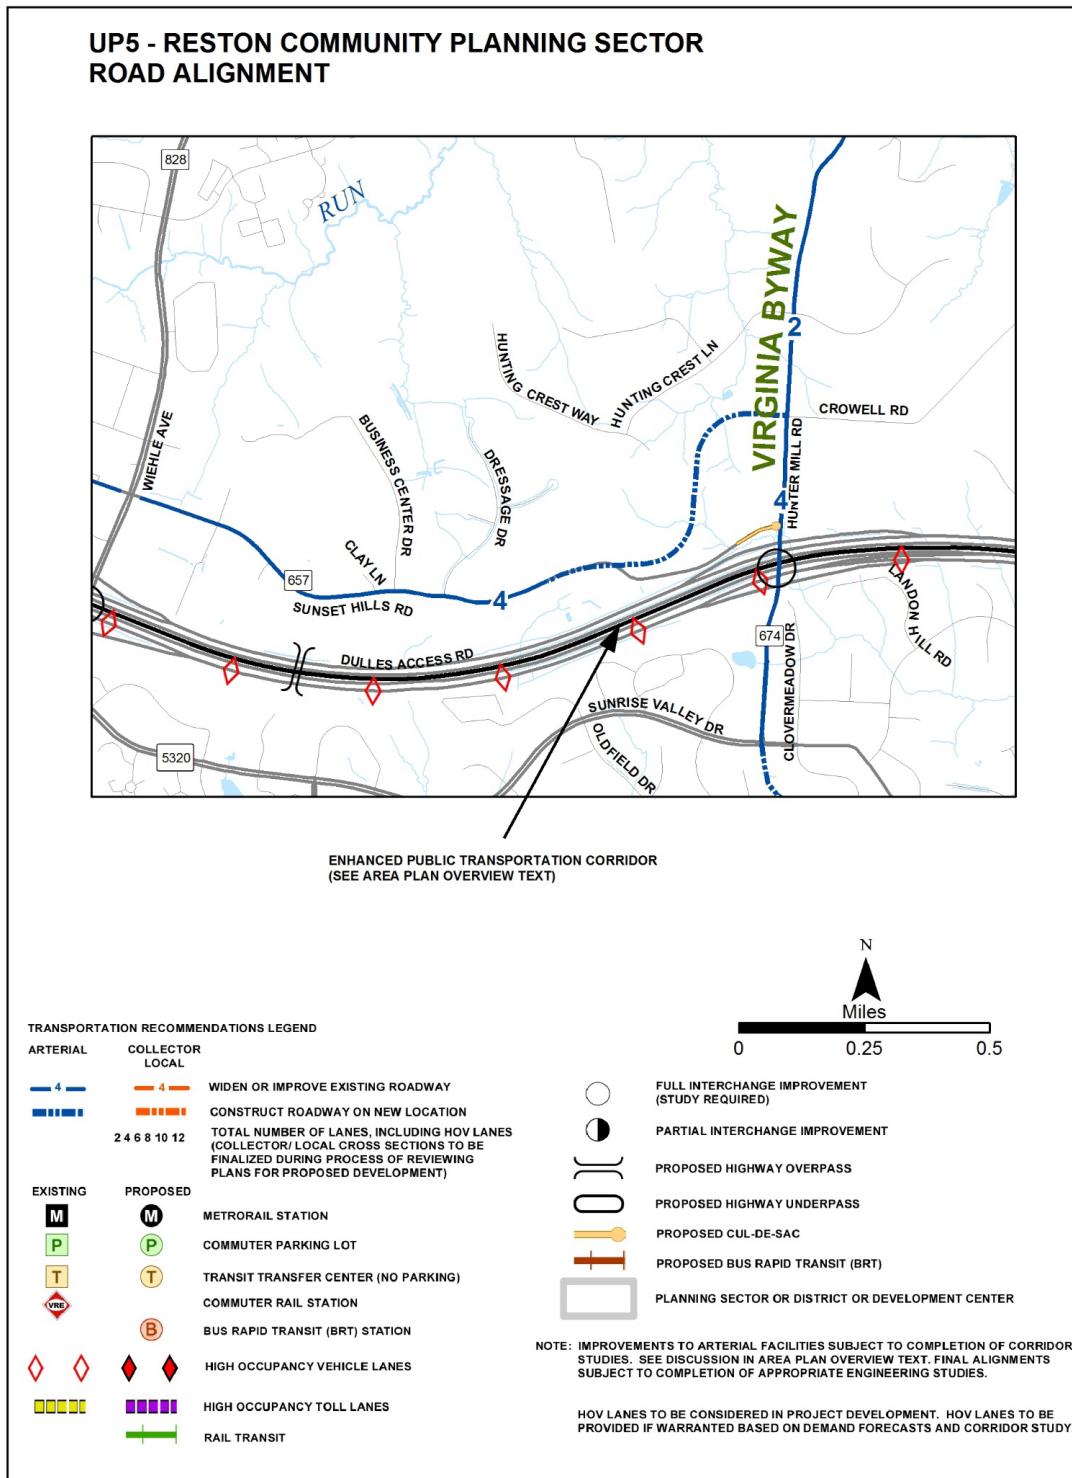 UP5 - RESTON COMMUNITY PLANNING SECTOR
ROAD ALIGNMENT
828
RUN
VIRGINIA BYWAY
2
HUNTING CREST LN
HUNTING CREST WAY
CROWELL RD
WIEHLE AVE
BUSINESS CENTER DR
DRESSAGE DR
HUNTER MILL RD
4
CLAY LN
657
SUNSET HILLS RD
4
LANDON HILL RD
674
CLOVERMEADOW DR
DULLES ACCESS RD
SUNRISE VALLEY DR
OLDFIELD DR
5320
ENHANCED PUBLIC TRANSPORTATION CORRIDOR
(SEE AREA PLAN OVERVIEW TEXT)
N
Miles
0 0.25 0.5
TRANSPORTATION RECOMMENDATIONS LEGEND
ARTERIAL
COLLECTOR
LOCAL
4 4 WIDEN OR IMPROVE EXISTING ROADWAY
CONSTRUCT ROADWAY ON NEW LOCATION
2 4 6 8 10 12 TOTAL NUMBER OF LANES, INCLUDING HOV LANES
(COLLECTOR/ LOCAL CROSS SECTIONS TO BE
FINALIZED DURING PROCESS OF REVIEWING
PLANS FOR PROPOSED DEVELOPMENT)
EXISTING PROPOSED
M M METRORAIL STATION
P P COMMUTER PARKING LOT
T T TRANSIT TRANSFER CENTER (NO PARKING)
VRE COMMUTER RAIL STATION
B BUS RAPID TRANSIT (BRT) STATION
HIGH OCCUPANCY VEHICLE LANES
HIGH OCCUPANCY TOLL LANES
RAIL TRANSIT
FULL INTERCHANGE IMPROVEMENT
(STUDY REQUIRED)
PARTIAL INTERCHANGE IMPROVEMENT
PROPOSED HIGHWAY OVERPASS
PROPOSED HIGHWAY UNDERPASS
PROPOSED CUL-DE-SAC
PROPOSED BUS RAPID TRANSIT (BRT)
PLANNING SECTOR OR DISTRICT OR DEVELOPMENT CENTER
NOTE: IMPROVEMENTS TO ARTERIAL FACILITIES SUBJECT TO COMPLETION OF CORRIDOR
STUDIES. SEE DISCUSSION IN AREA PLAN OVERVIEW TEXT. FINAL ALIGNMENTS
SUBJECT TO COMPLETION OF APPROPRIATE ENGINEERING STUDIES.
HOV LANES TO BE CONSIDERED IN PROJECT DEVELOPMENT. HOV LANES TO BE
PROVIDED IF WARRANTED BASED ON DEMAND FORECASTS AND CORRIDOR STUDY.